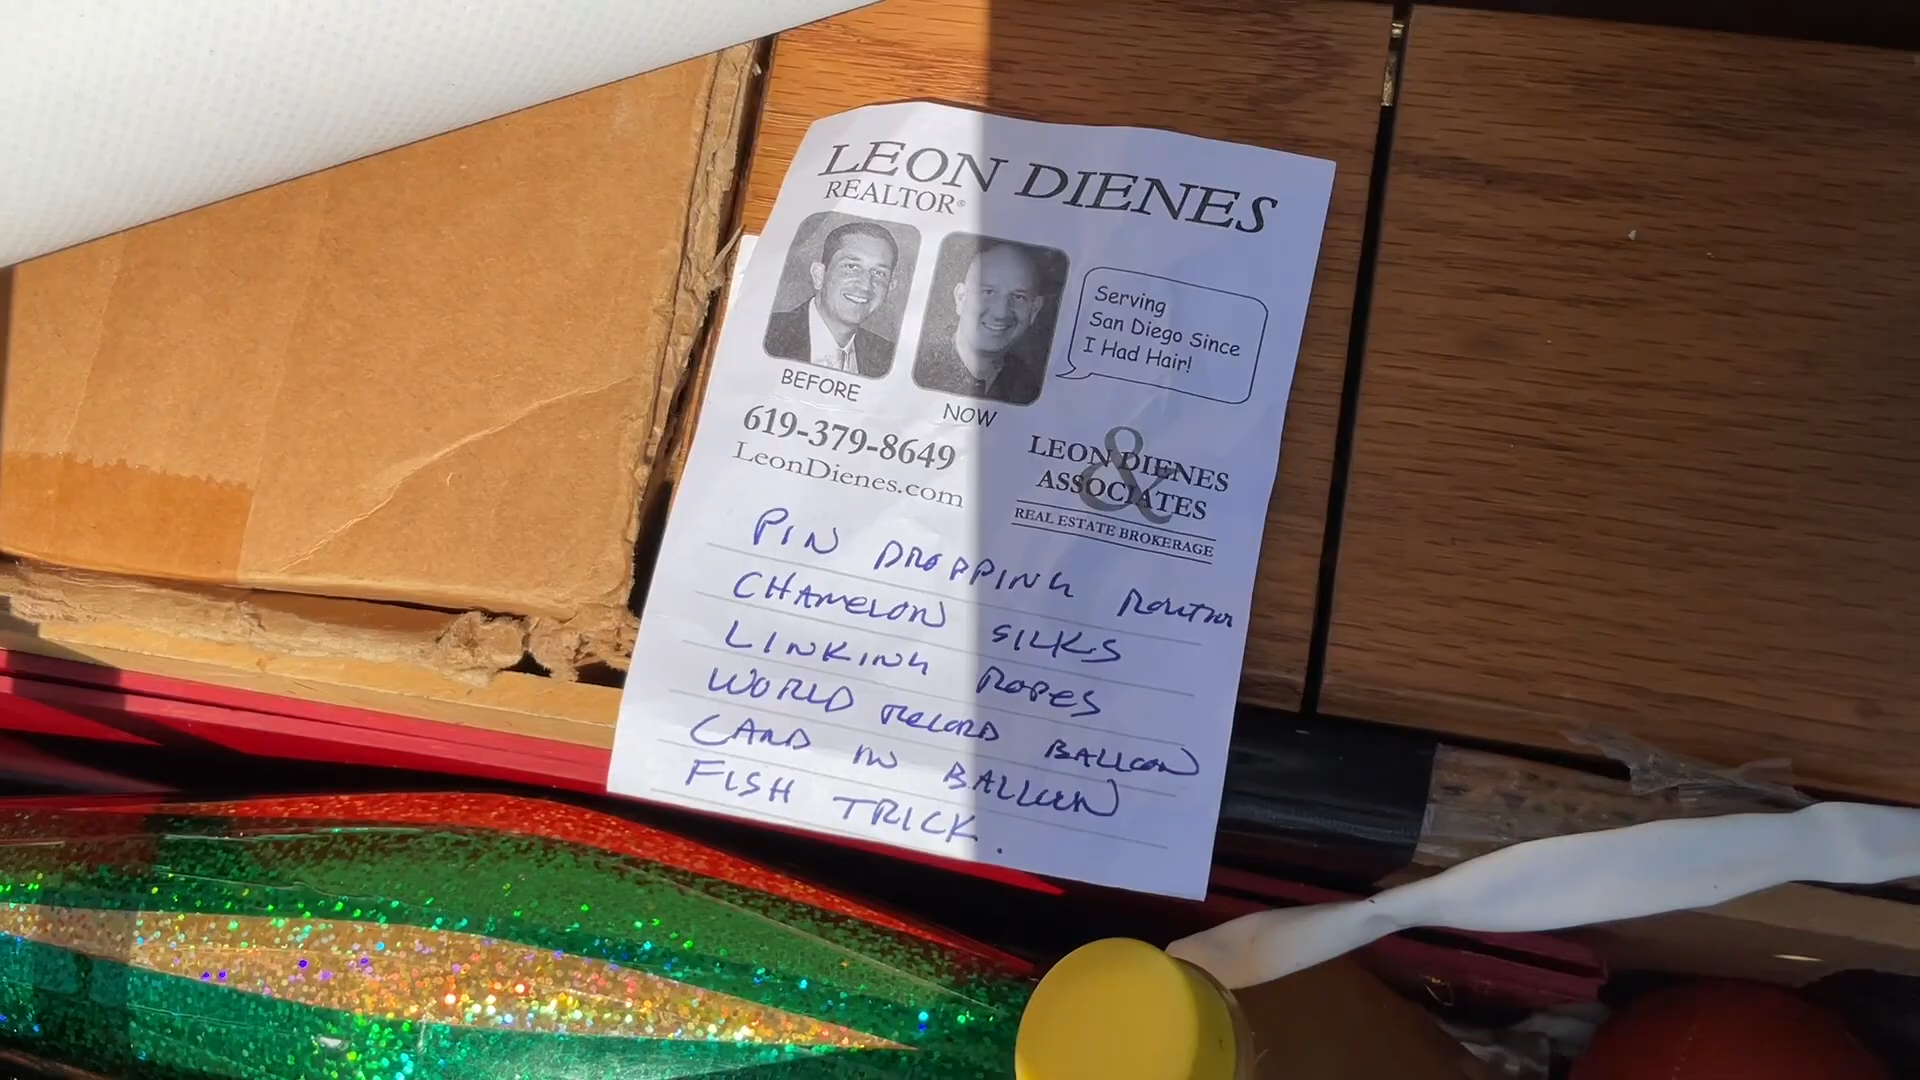 LEON DIENES
REALTOR®
Serving
San Diego Since
I Had Hair!
BEFORE
NOW
619-379-8649
LeonDienes.com
LEON DIENES
&
ASSOCIATES
REAL ESTATE BROKERAGE
PIN DROPPING ROUTINE
CHAMELON SILKS
LINKING ROPES
WORLD RECORD BALLOON
CARD IN BALLOON
FISH TRICK.